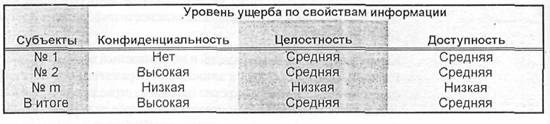 Уровень ущерба по свойствам информации
Субъекты Конфиденциальность Целостность Доступность
№ 1 Нет Средняя Средняя
№ 2 Высокая Средняя Средняя
№ m Низкая Низкая Низкая
В итоге Высокая Средняя Средняя